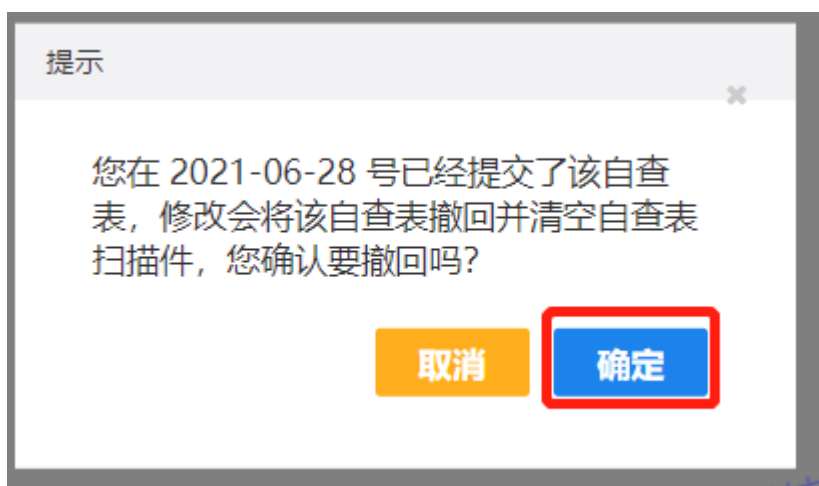 提示
您在 2021-06-28 号已经提交了该自查
表，修改会将该自查表撤回并清空自查表
扫描件，您确认要撤回吗？
取消
确定